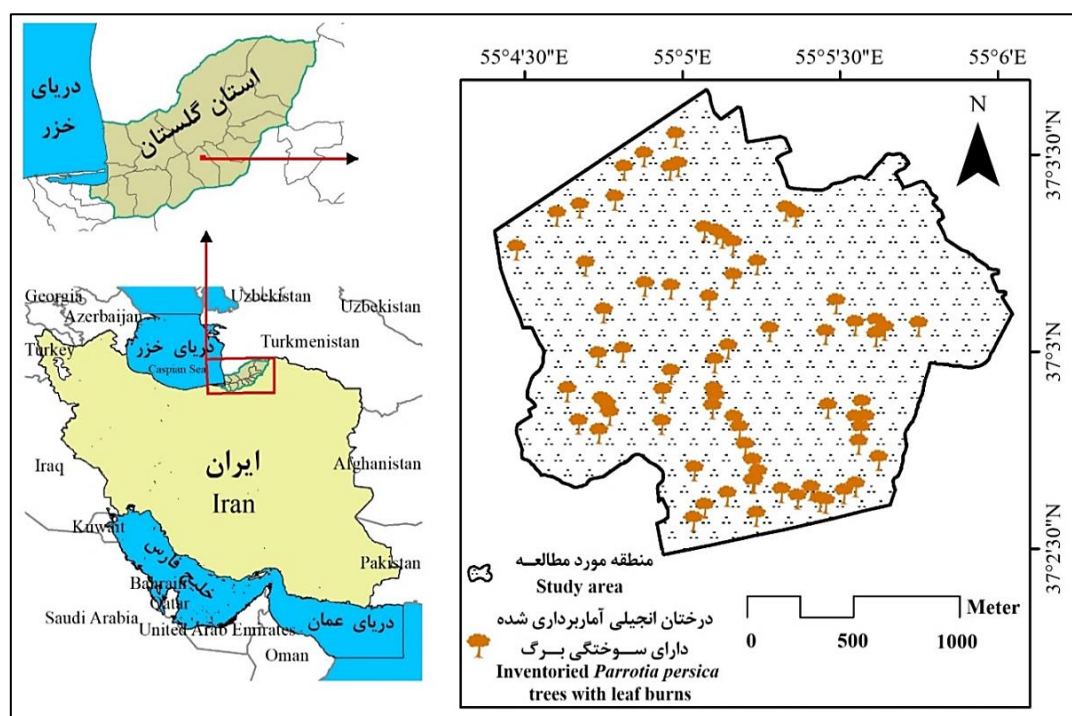 دریای
خزر
استان گلستان
Georgia
Azerbaijan
Uzbekistan
Uzbekistan
Turkey
دریای خزر
Caspian Sea
Turkmenistan
ایران
Iran
Iraq
Afghanistan
Kuwait
خلیج فارس
Pakistan
Bahrain
Qatar
Saudi Arabia
United Arab Emirates
دریای عمان
Oman
55°4'30"E
55°5'E
55°5'30"E
55°6'E
N
37°3'30"N
37°3'N
37°2'30"N
منطقه مورد مطالعه
Study area
درختان انجیلی آماربرداری شده
دارای سوختگی برگ
Inventoried Parrotia persica
trees with leaf burns
Meter
0 500 1000